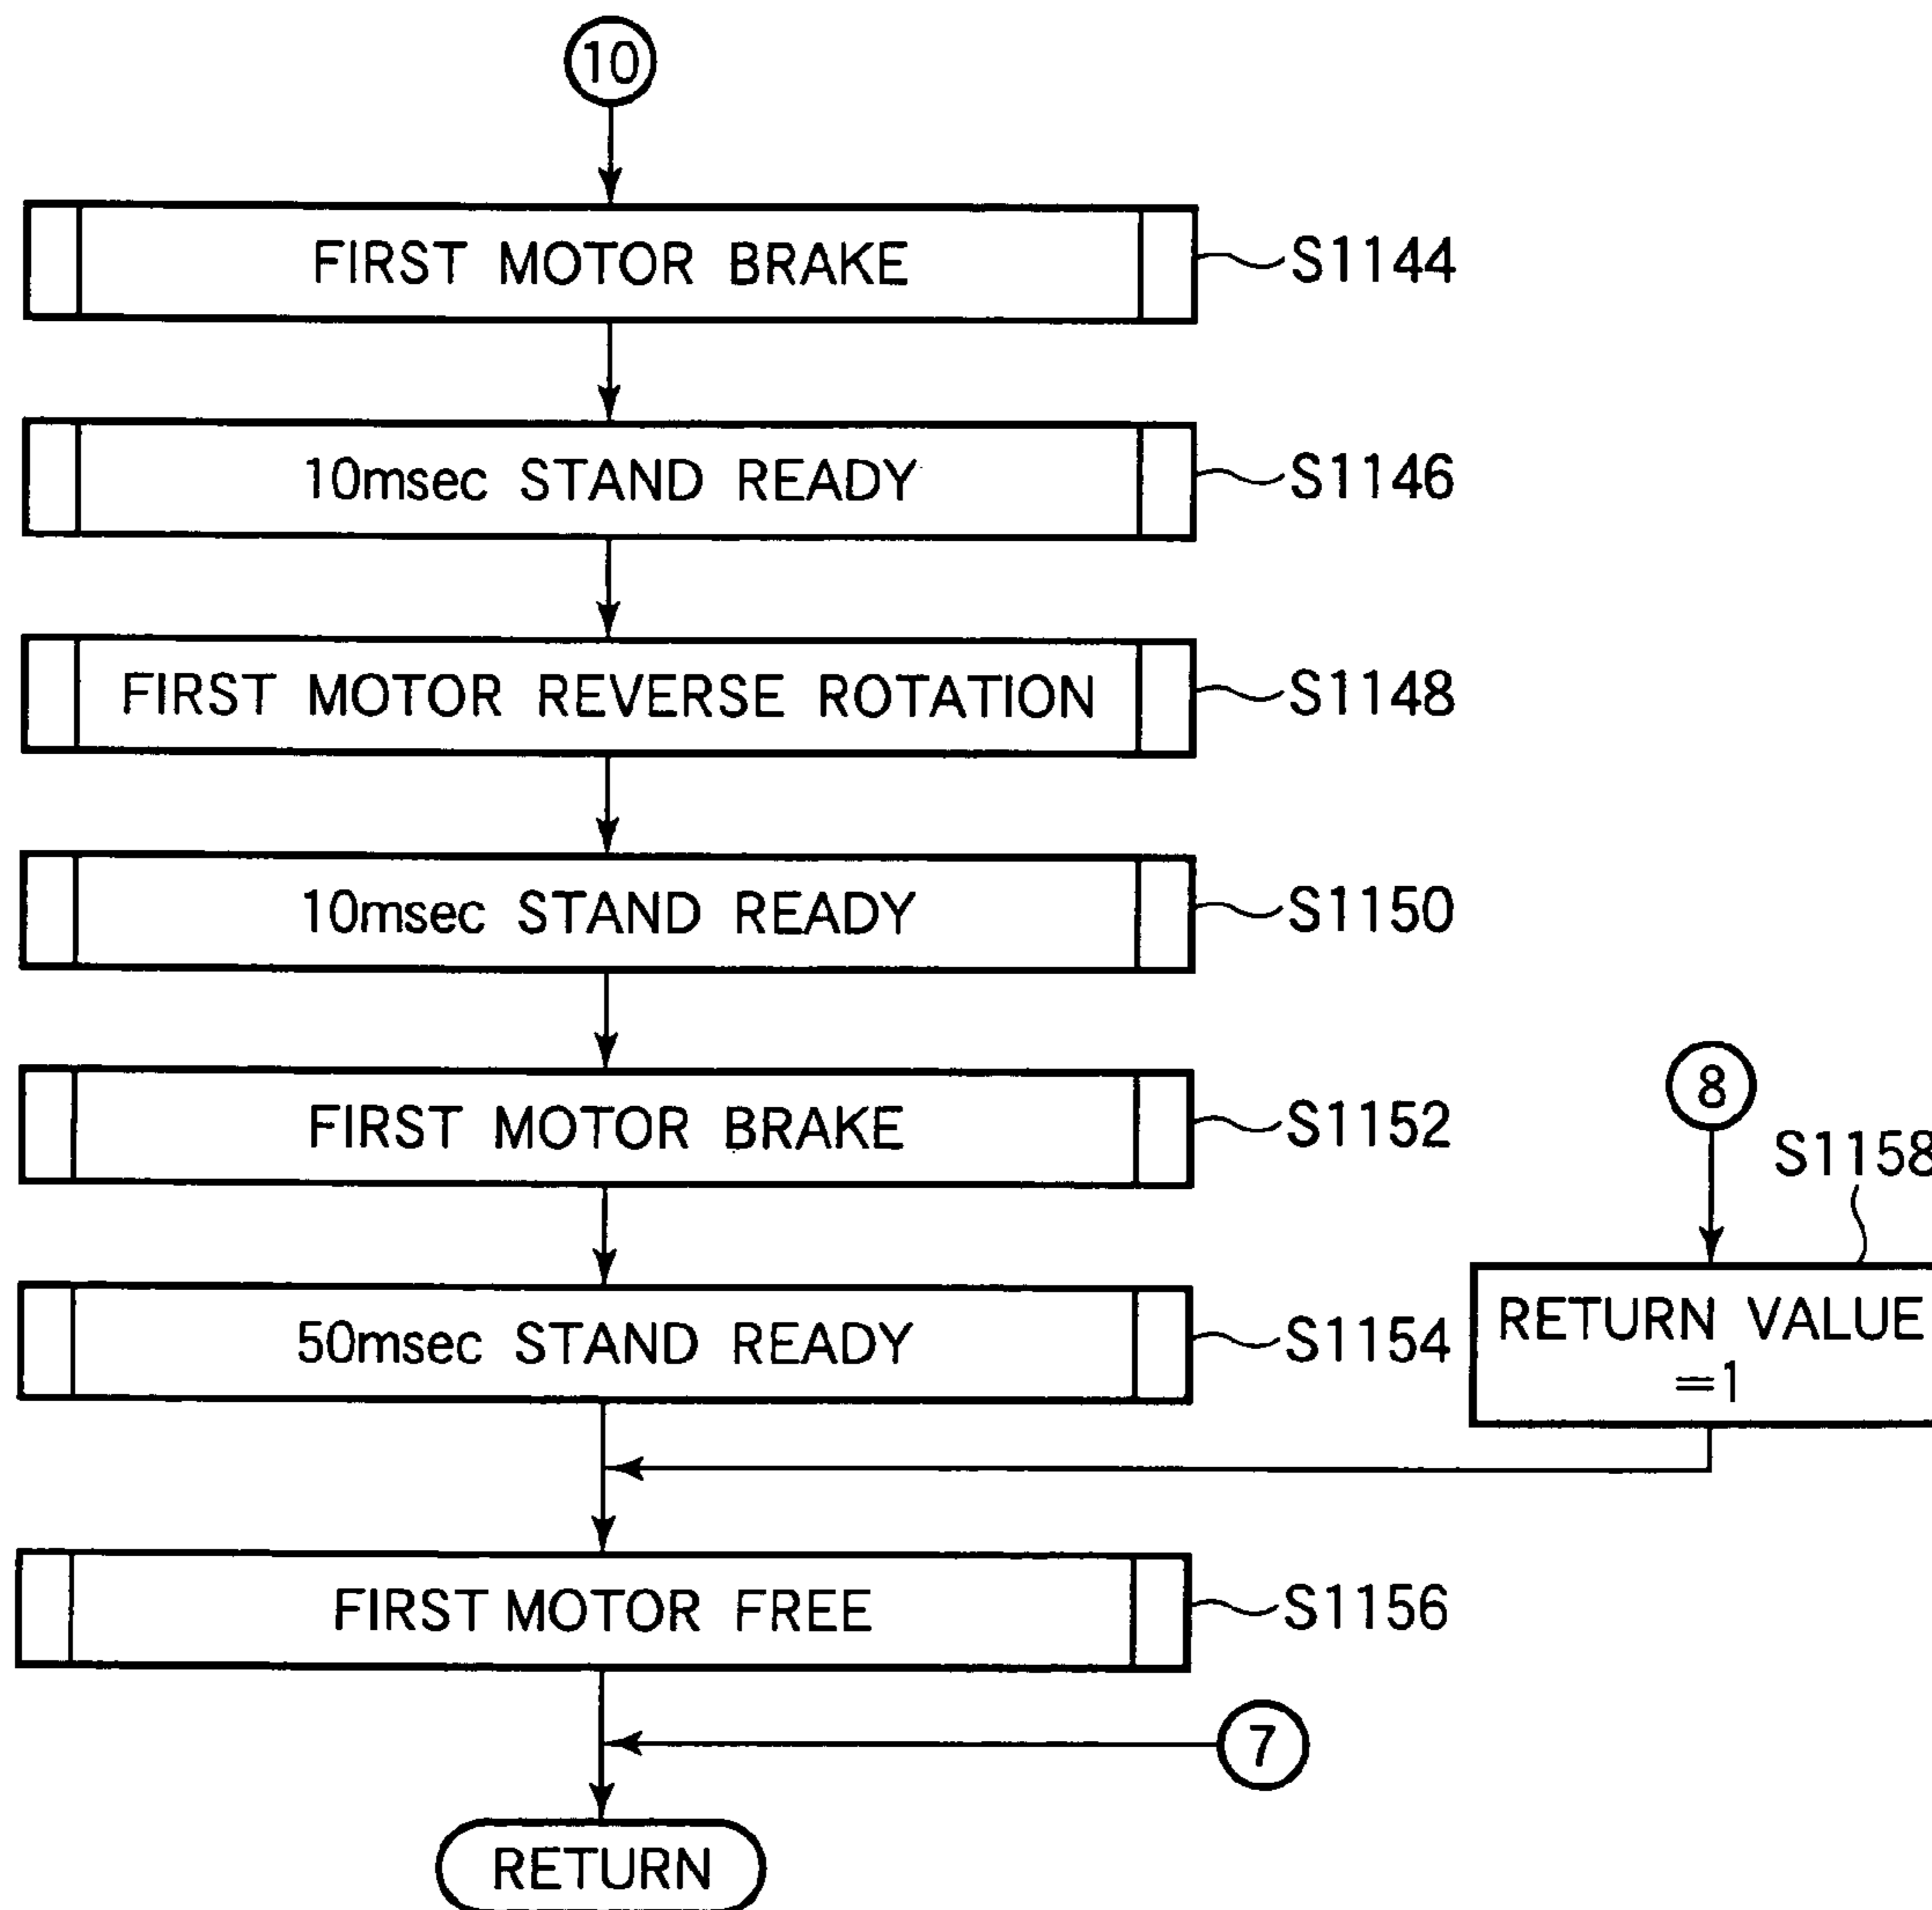 10
FIRST MOTOR BRAKE
S1144
10msec STAND READY
S1146
FIRST MOTOR REVERSE ROTATION
S1148
10msec STAND READY
S1150
FIRST MOTOR BRAKE
S1152
8
S1158
50msec STAND READY
S1154
RETURN VALUE
=1
FIRST MOTOR FREE
S1156
7
RETURN